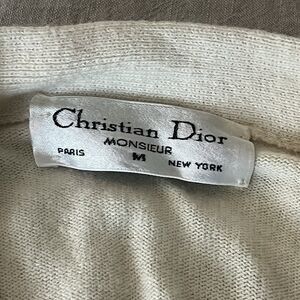 Christian Dior
MONSIEUR
PARIS M NEW YORK